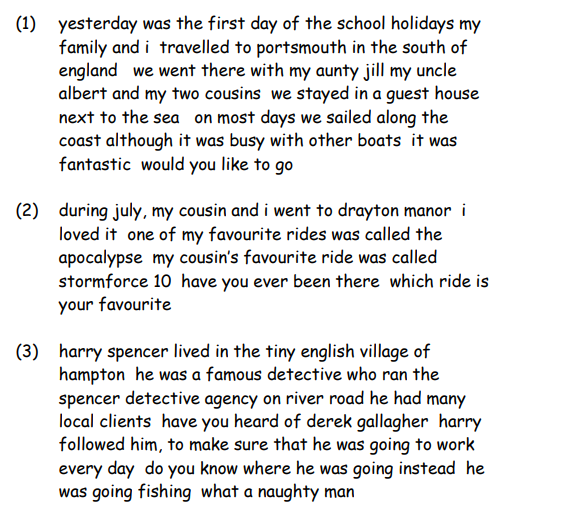 (1) yesterday was the first day of the school holidays my
family and i travelled to portsmouth in the south of
england we went there with my aunty jill my uncle
albert and my two cousins we stayed in a guest house
next to the sea on most days we sailed along the
coast although it was busy with other boats it was
fantastic would you like to go
(2) during july, my cousin and i went to drayton manor i
loved it one of my favourite rides was called the
apocalypse my cousin's favourite ride was called
stormforce 10 have you ever been there which ride is
your favourite
(3) harry spencer lived in the tiny english village of
hampton he was a famous detective who ran the
spencer detective agency on river road he had many
local clients have you heard of derek gallagher harry
followed him, to make sure that he was going to work
every day do you know where he was going instead he
was going fishing what a naughty man